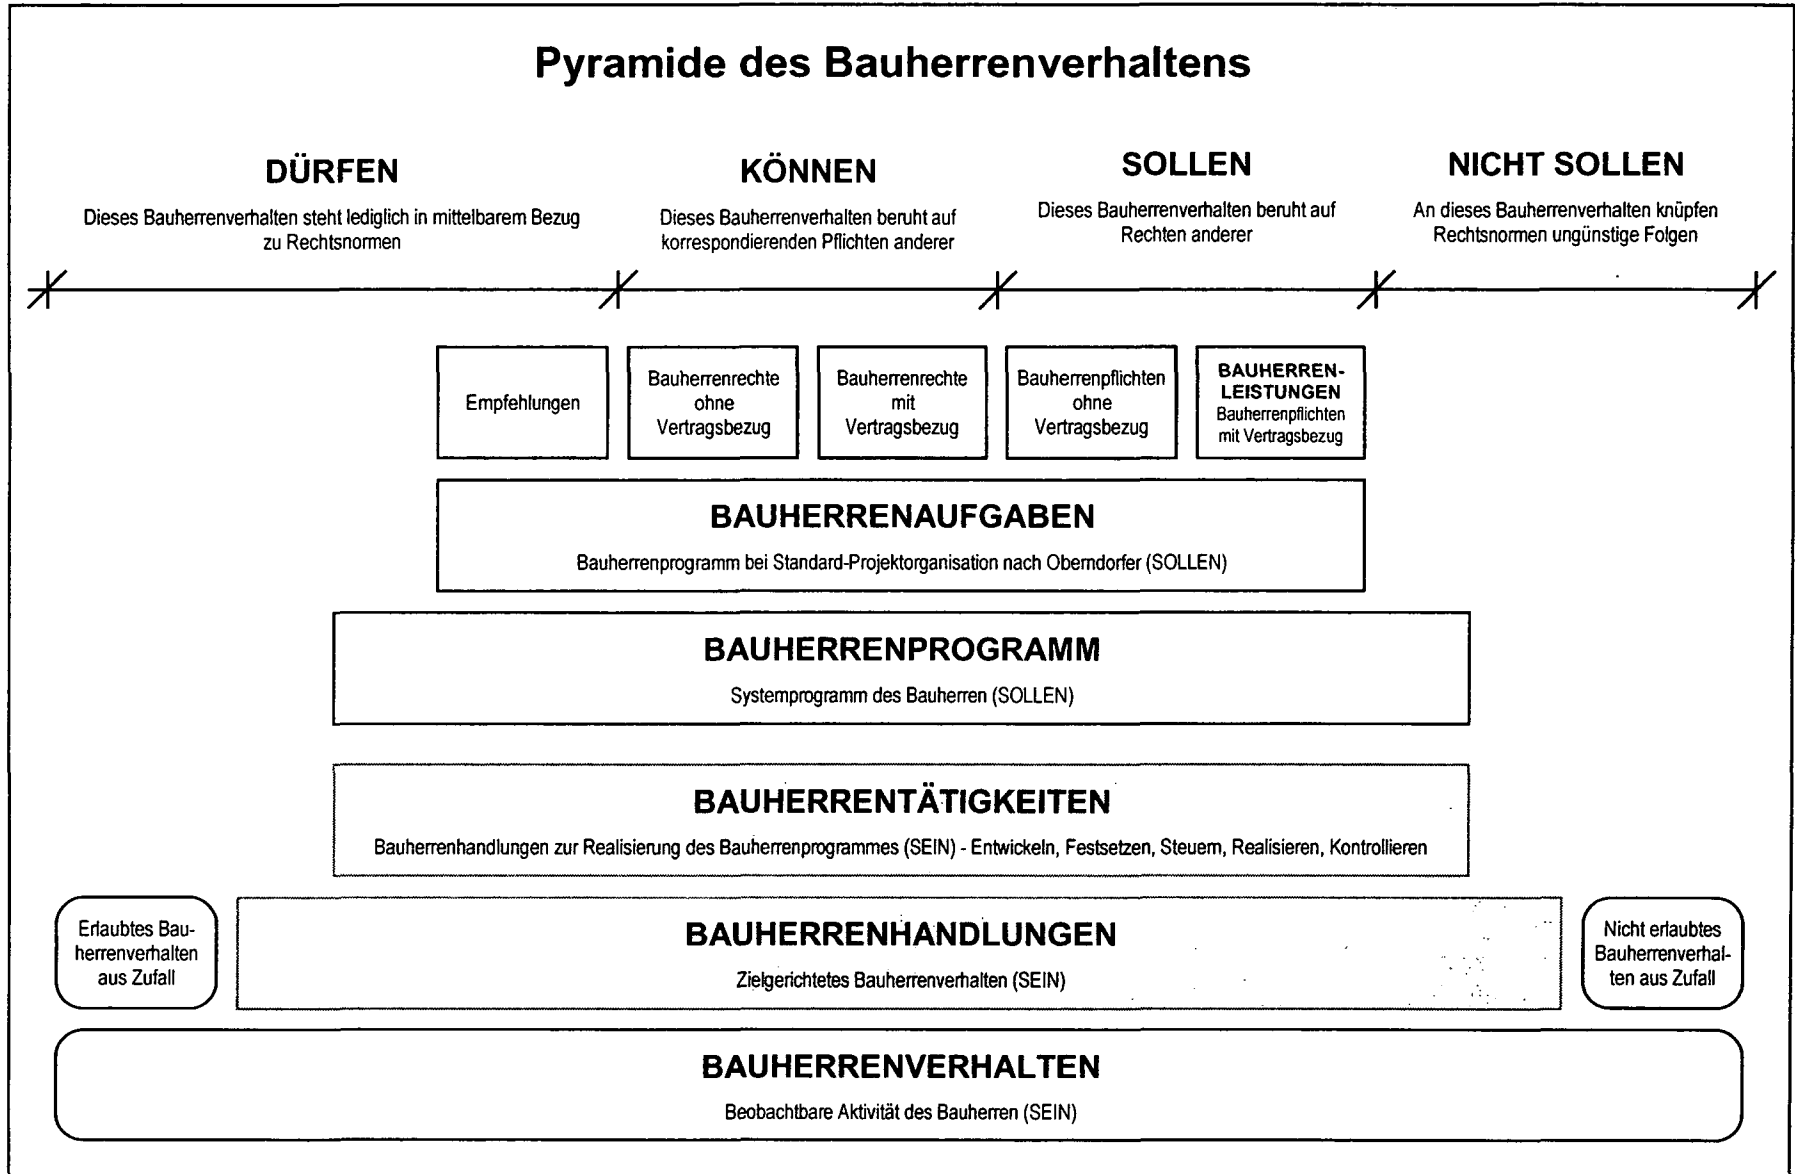 Pyramide des Bauherrenverhaltens
DÜRFEN
Dieses Bauherrenverhalten steht lediglich in mittelbarem Bezug
zu Rechtsnormen
KÖNNEN
Dieses Bauherrenverhalten beruht auf
korrespondierenden Pflichten anderer
SOLLEN
Dieses Bauherrenverhalten beruht auf
Rechten anderer
NICHT SOLLEN
An dieses Bauherrenverhalten knüpfen
Rechtsnormen ungünstige Folgen
Empfehlungen
Bauherrenrechte
ohne
Vertragsbezug
Bauherrenrechte
mit
Vertragsbezug
Bauherrenpflichten
ohne
Vertragsbezug
BAUHERREN-
LEISTUNGEN
Bauherrenpflichten
mit Vertragsbezug
BAUHERRENAUFGABEN
Bauherrenprogramm bei Standard-Projektorganisation nach Oberndorfer (SOLLEN)
BAUHERRENPROGRAMM
Systemprogramm des Bauherren (SOLLEN)
BAUHERRENTÄTIGKEITEN
Bauherrenhandlungen zur Realisierung des Bauherrenprogrammes (SEIN) - Entwickeln, Festsetzen, Steuern, Realisieren, Kontrollieren
Erlaubtes Bau-
herrenverhalten
aus Zufall
BAUHERRENHANDLUNGEN
Zielgerichtetes Bauherrenverhalten (SEIN)
Nicht erlaubtes
Bauherrenverhal-
ten aus Zufall
BAUHERRENVERHALTEN
Beobachtbare Aktivität des Bauherren (SEIN)